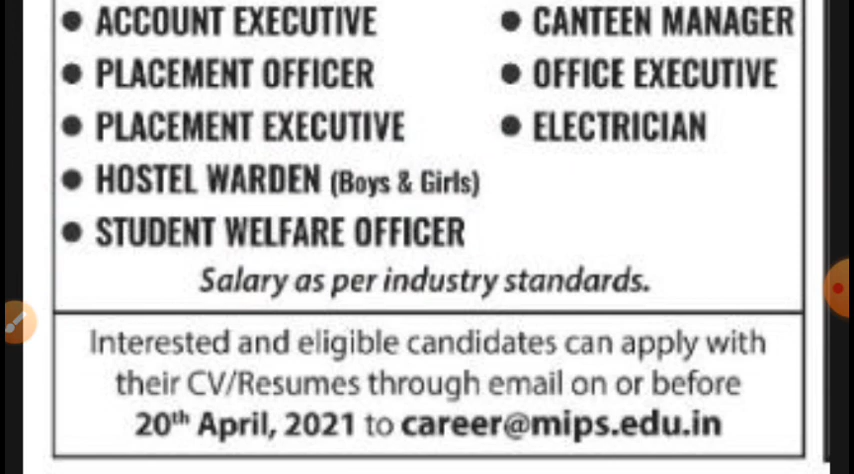 ● ACCOUNT EXECUTIVE ● CANTEEN MANAGER
● PLACEMENT OFFICER ● OFFICE EXECUTIVE
● PLACEMENT EXECUTIVE ● ELECTRICIAN
● HOSTEL WARDEN (Boys & Girls)
● STUDENT WELFARE OFFICER
Salary as per industry standards.
Interested and eligible candidates can apply with
their CV/Resumes through email on or before
20th April, 2021 to career@mips.edu.in